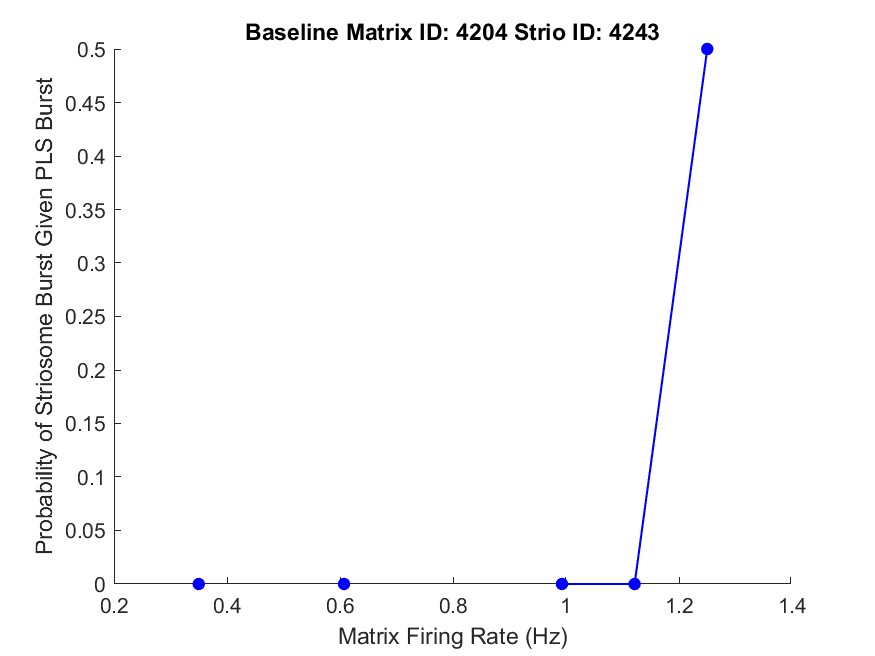 Baseline Matrix ID: 4204 Strio ID: 4243
Probability of Striosome Burst Given PLS Burst
0.5
0.45
0.4
0.35
0.3
0.25
0.2
0.15
0.1
0.05
0
0.2 0.4 0.6 0.8 1 1.2 1.4
Matrix Firing Rate (Hz)